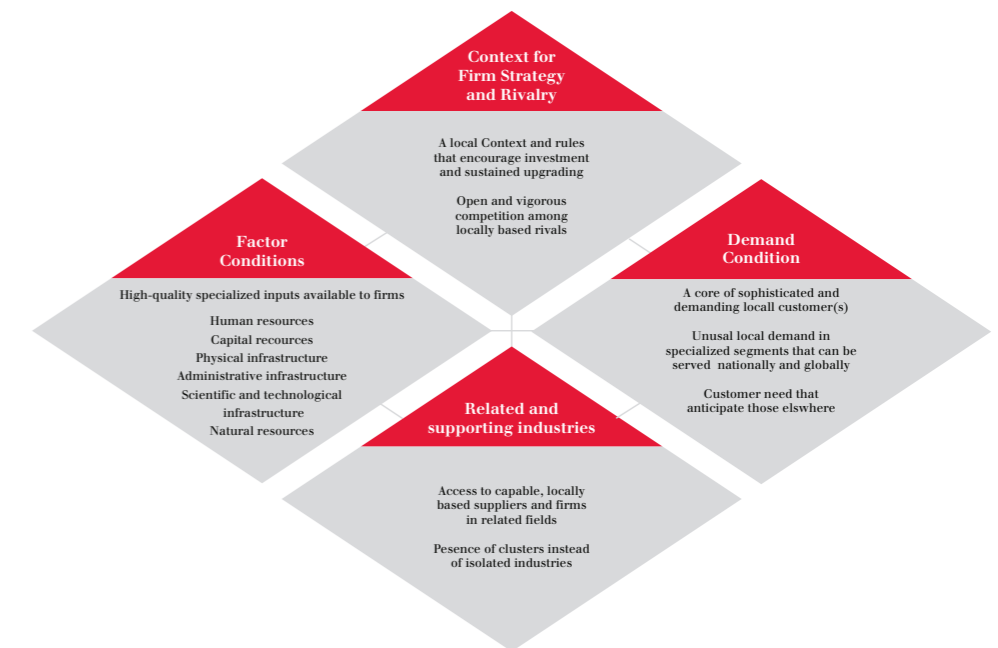 Context for
Firm Strategy
and Rivalry
A local Context and rules
that encourage investment
and sustained upgrading
Open and vigorous
competition among
locally based rivals
Factor
Conditions
High-quality specialized inputs available to firms
Human resources
Capital recources
Physical infrastructure
Administrative infrastructure
Scientific and technological
infrastructure
Natural resources
Demand
Condition
A core of sophisticated and
demanding locall customer(s)
Unusal local demand in
specialized segments that can be
served nationally and globally
Customer need that
anticipate those elswhere
Related and
supporting industries
Access to capable, locally
based suppliers and firms
in related fields
Pesence of clusters instead
of isolated industries